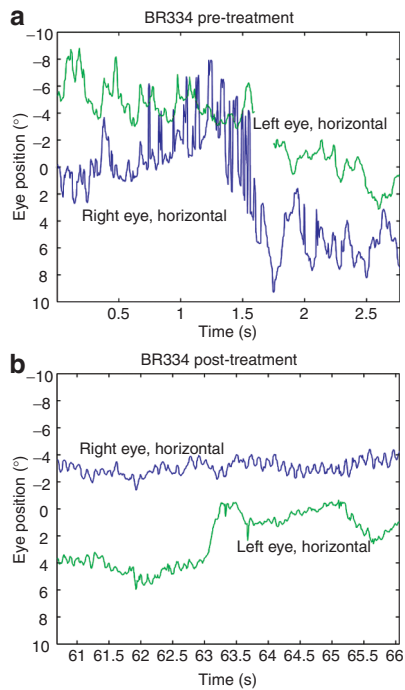 a BR334 pre-treatment
−10
−8
−6
−4
−2
0
2
4
6
8
10
Eye position (°)
Left eye, horizontal
Right eye, horizontal
0.5 1 1.5 2 2.5
Time (s)
b BR334 post-treatment
−10
−8
−6
−4
−2
0
2
4
6
8
10
Eye position (°)
Right eye, horizontal
Left eye, horizontal
61 61.5 62 62.5 63 63.5 64 64.5 65 65.5 66
Time (s)